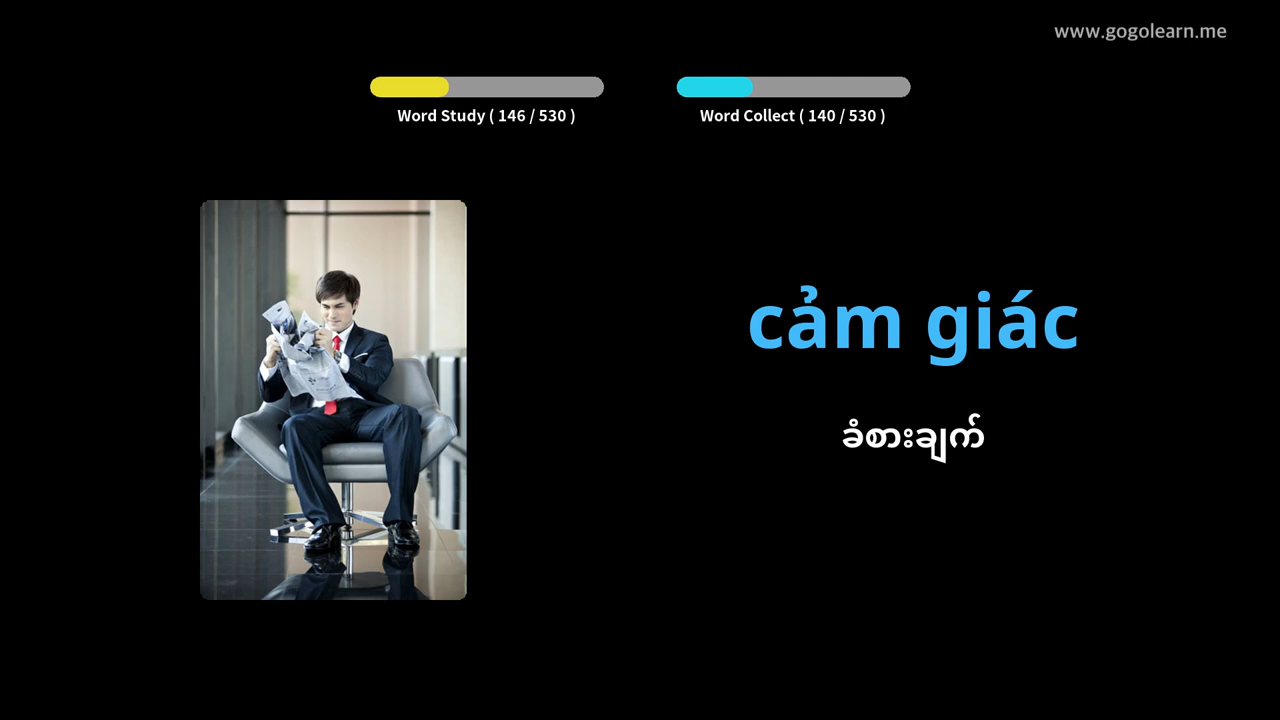 www.gogolearn.me
Word Study ( 146 / 530 )
Word Collect ( 140 / 530 )
cảm giác
ခံစားချက်